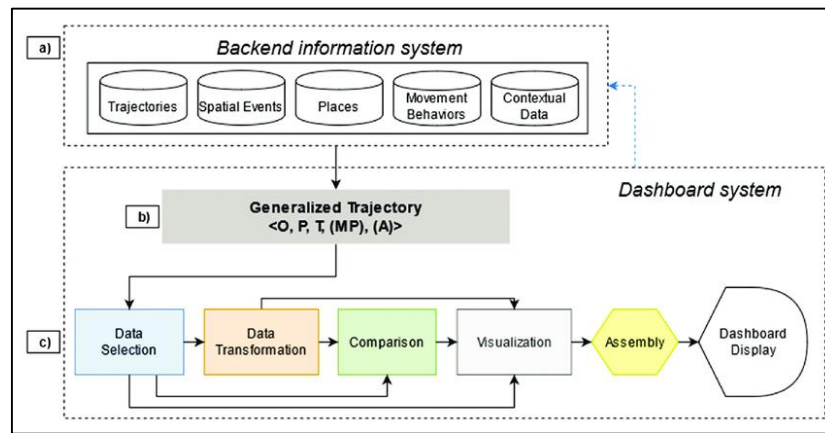 a)
Backend information system
Trajectories
Spatial Events
Places
Movement
Behaviors
Contextual
Data
Dashboard system
b)
Generalized Trajectory
<O, P, T, (MP), (A)>
c)
Data
Selection
Data
Transformation
Comparison
Visualization
Assembly
Dashboard
Display